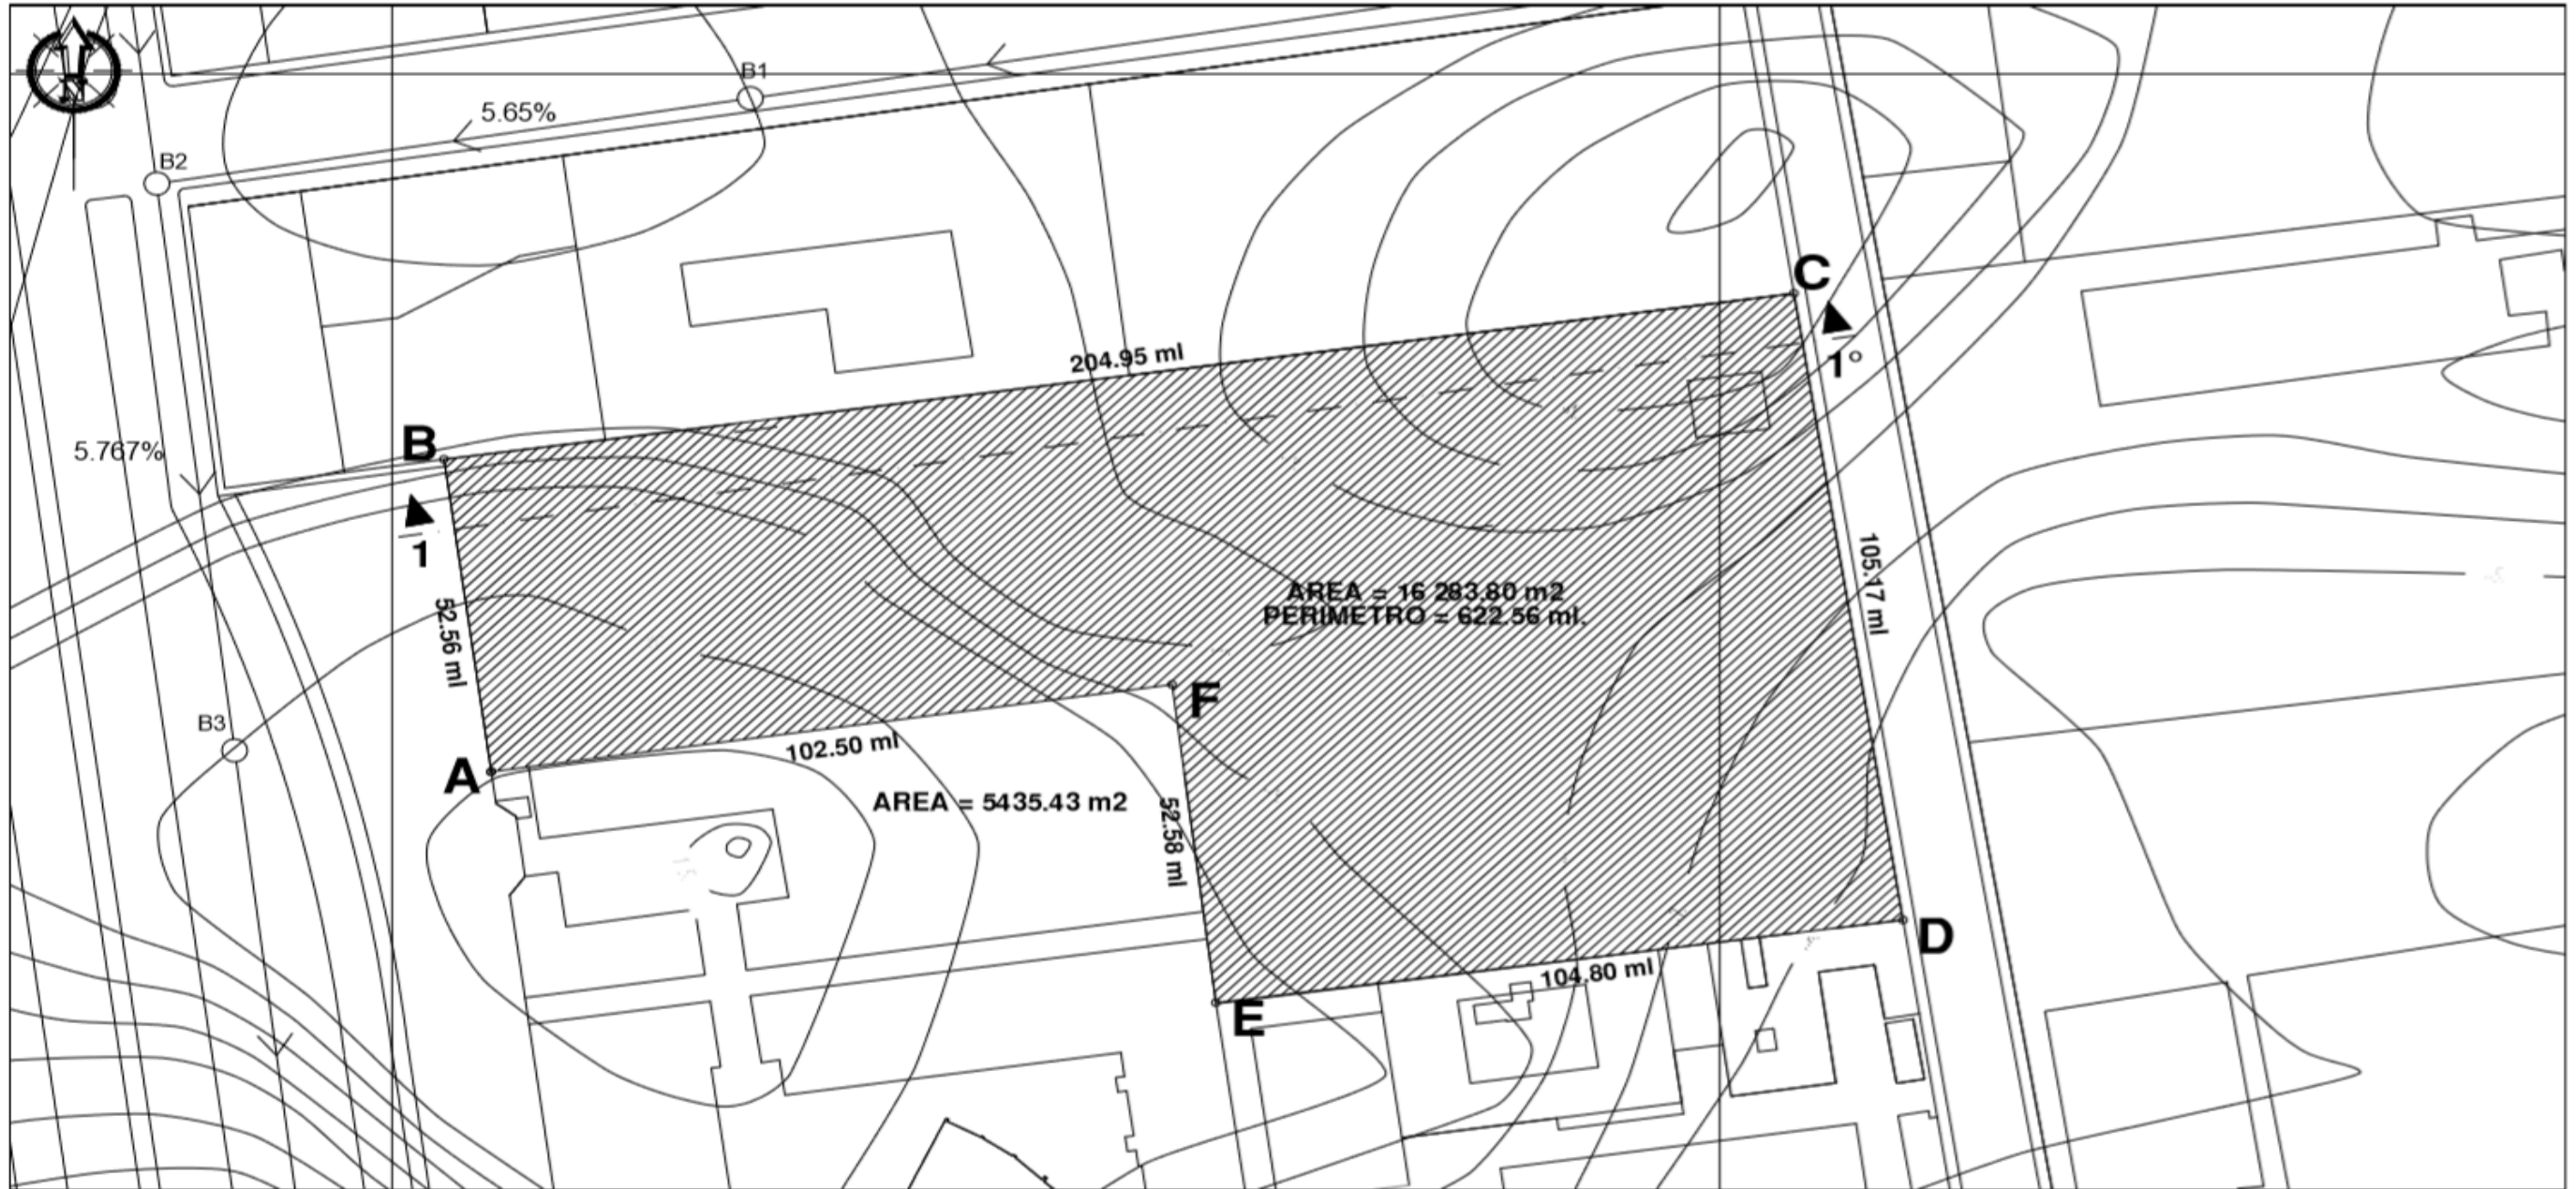 N
B1
5.65%
B2
C
1°
204.95 ml
B
5.767%
1
105.17 ml
AREA = 16 283.80 m2
PERIMETRO = 622.56 ml.
52.56 ml
F
B3
102.50 ml
A
AREA = 5435.43 m2
52.58 ml
D
104.80 ml
E